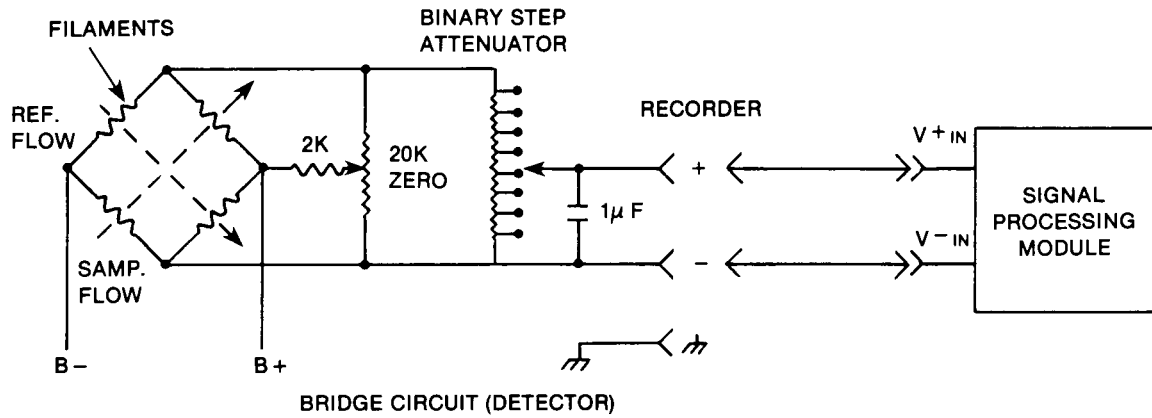 FILAMENTS
BINARY STEP
ATTENUATOR
REF.
FLOW
2K
20K
ZERO
RECORDER
+
V+ IN
1μ F
SIGNAL
PROCESSING
MODULE
V− IN
−
SAMP.
FLOW
B−
B+
BRIDGE CIRCUIT (DETECTOR)